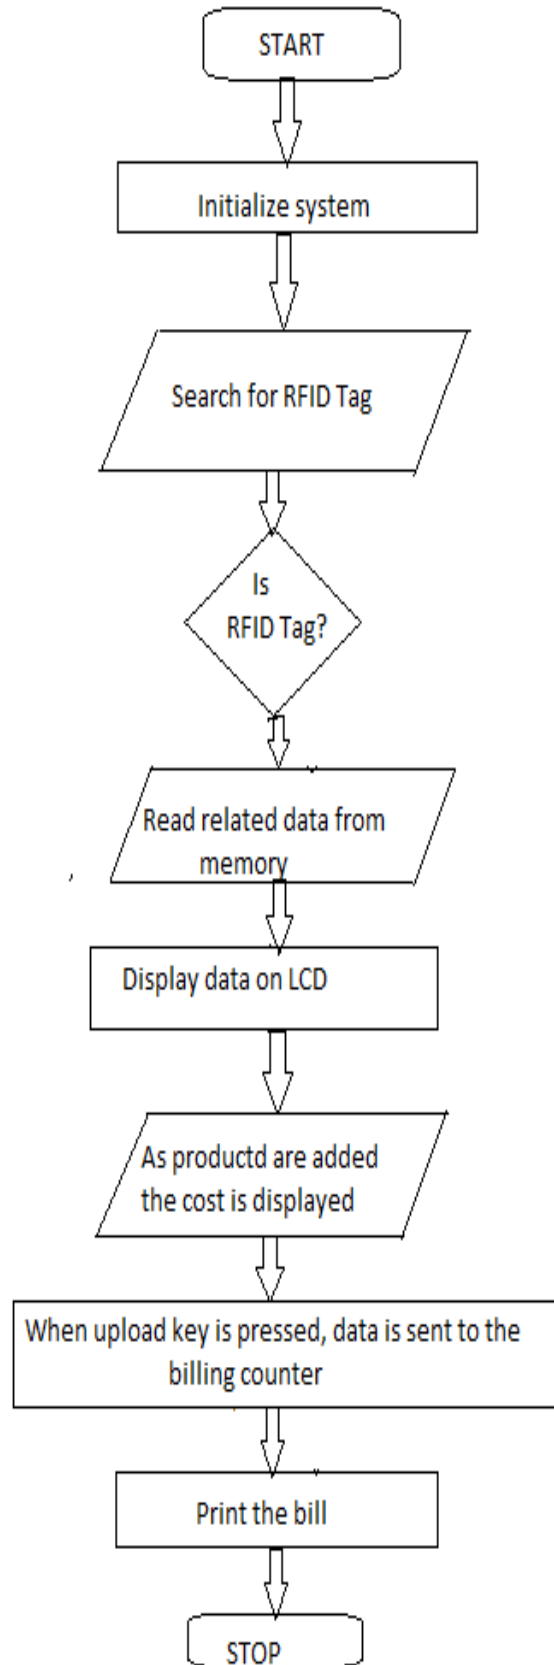 START
Initialize system
Search for RFID Tag
Is
RFID Tag?
Read related data from
memory
Display data on LCD
As productd are added
the cost is displayed
When upload key is pressed, data is sent to the
billing counter
Print the bill
STOP